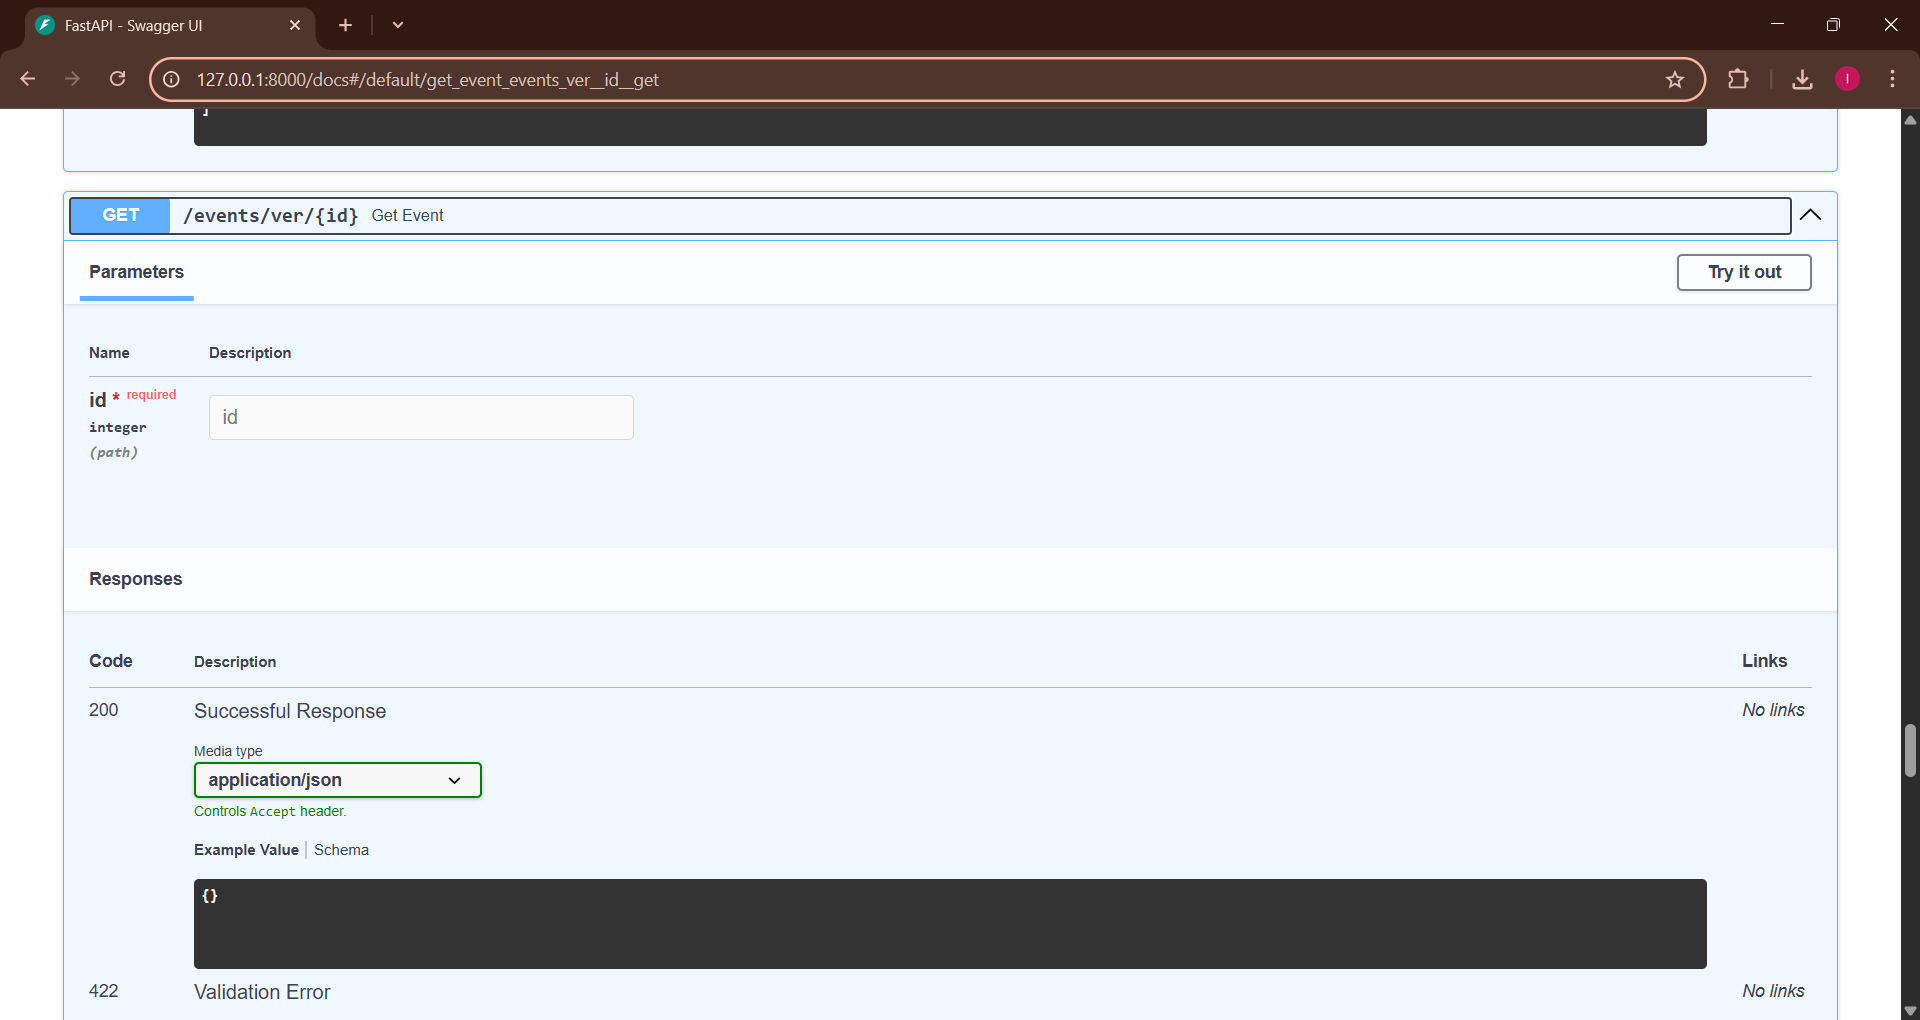 FastAPI - Swagger UI
127.0.0.1:8000/docs#/default/get_event_events_ver__id__get
I
]
GET /events/ver/{id} Get Event
Parameters
Try it out
Name Description
id * required
id
integer
(path)
Responses
Code Description Links
200 Successful Response No links
Media type
application/json
Controls Accept header.
Example Value | Schema
{}
422 Validation Error No links